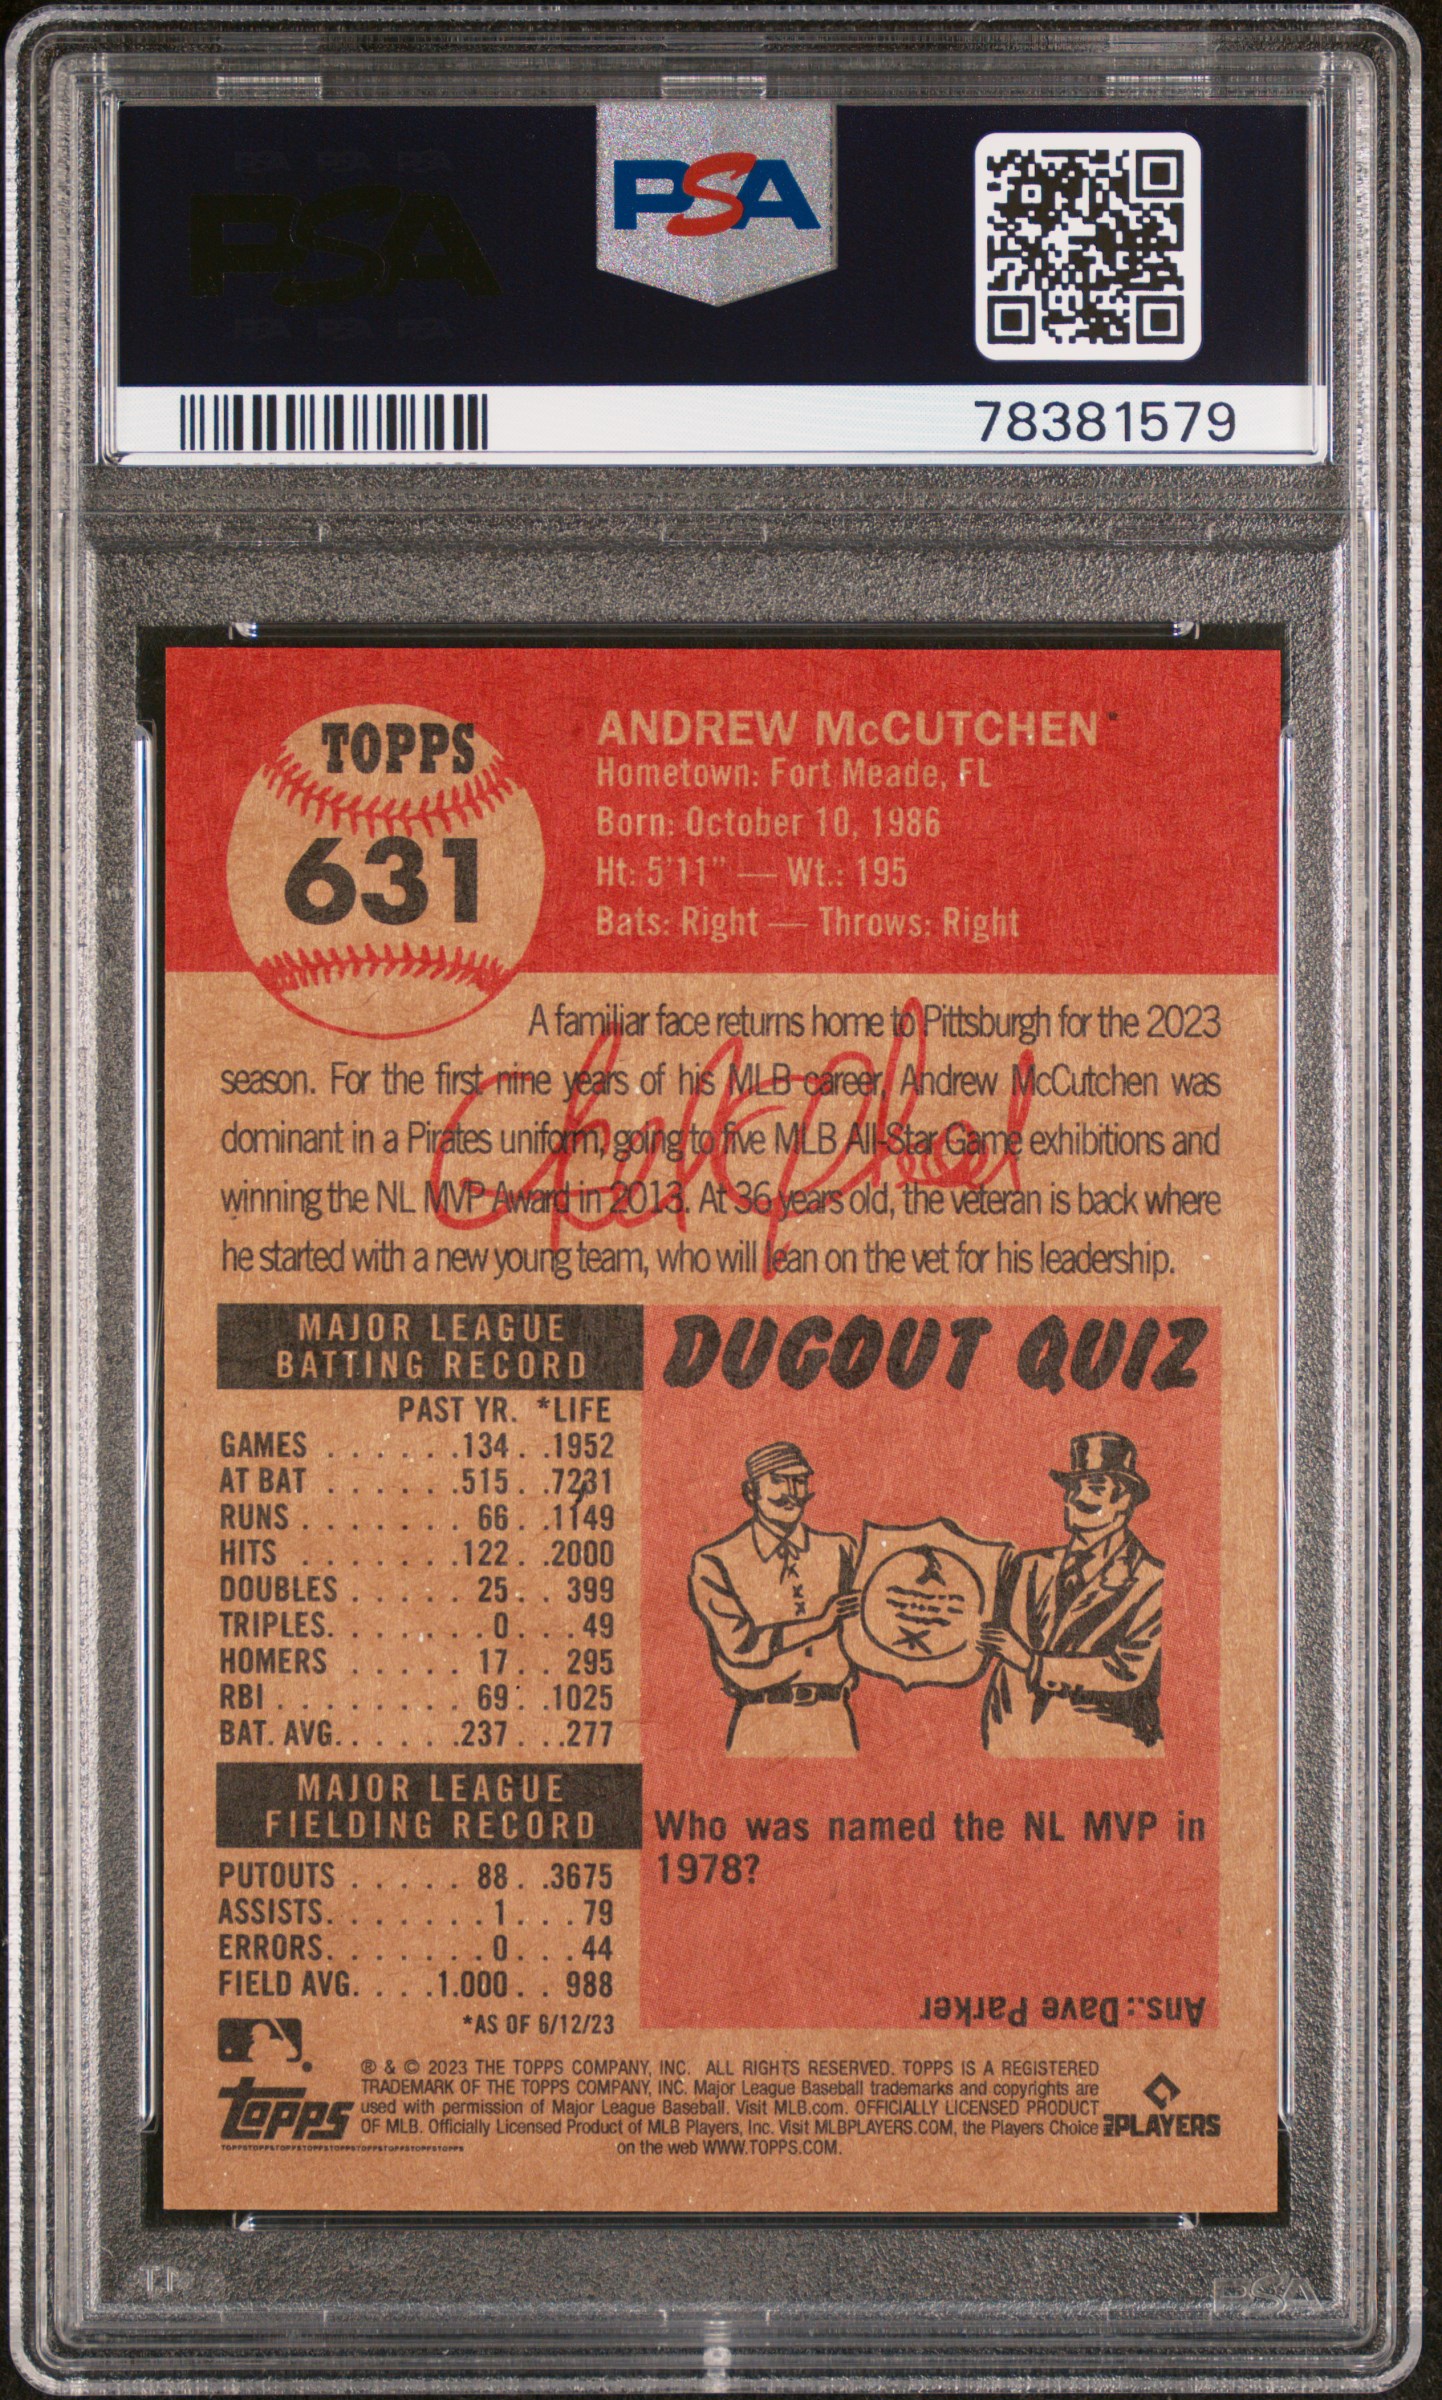 PSA
PSA
78381579
TOPPS
631
ANDREW McCUTCHEN*
Hometown: Fort Meade, FL
Born: October 10, 1986
Ht: 5'11" — Wt.: 195
Bats: Right — Throws: Right
A familiar face returns home to Pittsburgh for the 2023
season. For the first nine years of his MLB career, Andrew McCutchen was
dominant in a Pirates uniform, going to five MLB All-Star Game exhibitions and
winning the NL MVP Award in 2013. At 36 years old, the veteran is back where
he started with a new young team, who will lean on the vet for his leadership.
MAJOR LEAGUE
BATTING RECORD
PAST YR. *LIFE
GAMES . . . . . . .134. . .1952
AT BAT . . . . . . .515. . .7231
RUNS . . . . . . . . 66. . .1149
HITS . . . . . . . .122. . .2000
DOUBLES . . . . . 25. . . 399
TRIPLES. . . . . . . .0. . . . 49
HOMERS . . . . . 17. . . 295
RBI . . . . . . . . . 69. . .1025
BAT. AVG. . . . . . .237. . . .277
MAJOR LEAGUE
FIELDING RECORD
PUTOUTS . . . . . 88. . .3675
ASSISTS. . . . . . . .1. . . . 79
ERRORS. . . . . . . .0. . . . 44
FIELD AVG. . . . .1.000. . . 988
*AS OF 6/12/23
DUGOUT QUIZ
Who was named the NL MVP in
1978?
Ans.: Dave Parker
® & © 2023 THE TOPPS COMPANY, INC. ALL RIGHTS RESERVED. TOPPS IS A REGISTERED
TRADEMARK OF THE TOPPS COMPANY, INC. Major League Baseball trademarks and copyrights are
used with permission of Major League Baseball. Visit MLB.com. OFFICIALLY LICENSED PRODUCT
OF MLB. Officially Licensed Product of MLB Players, Inc. Visit MLBPLAYERS.COM, the Players Choice
on the web WWW.TOPPS.COM.
topps
MLB PLAYERS
PSA